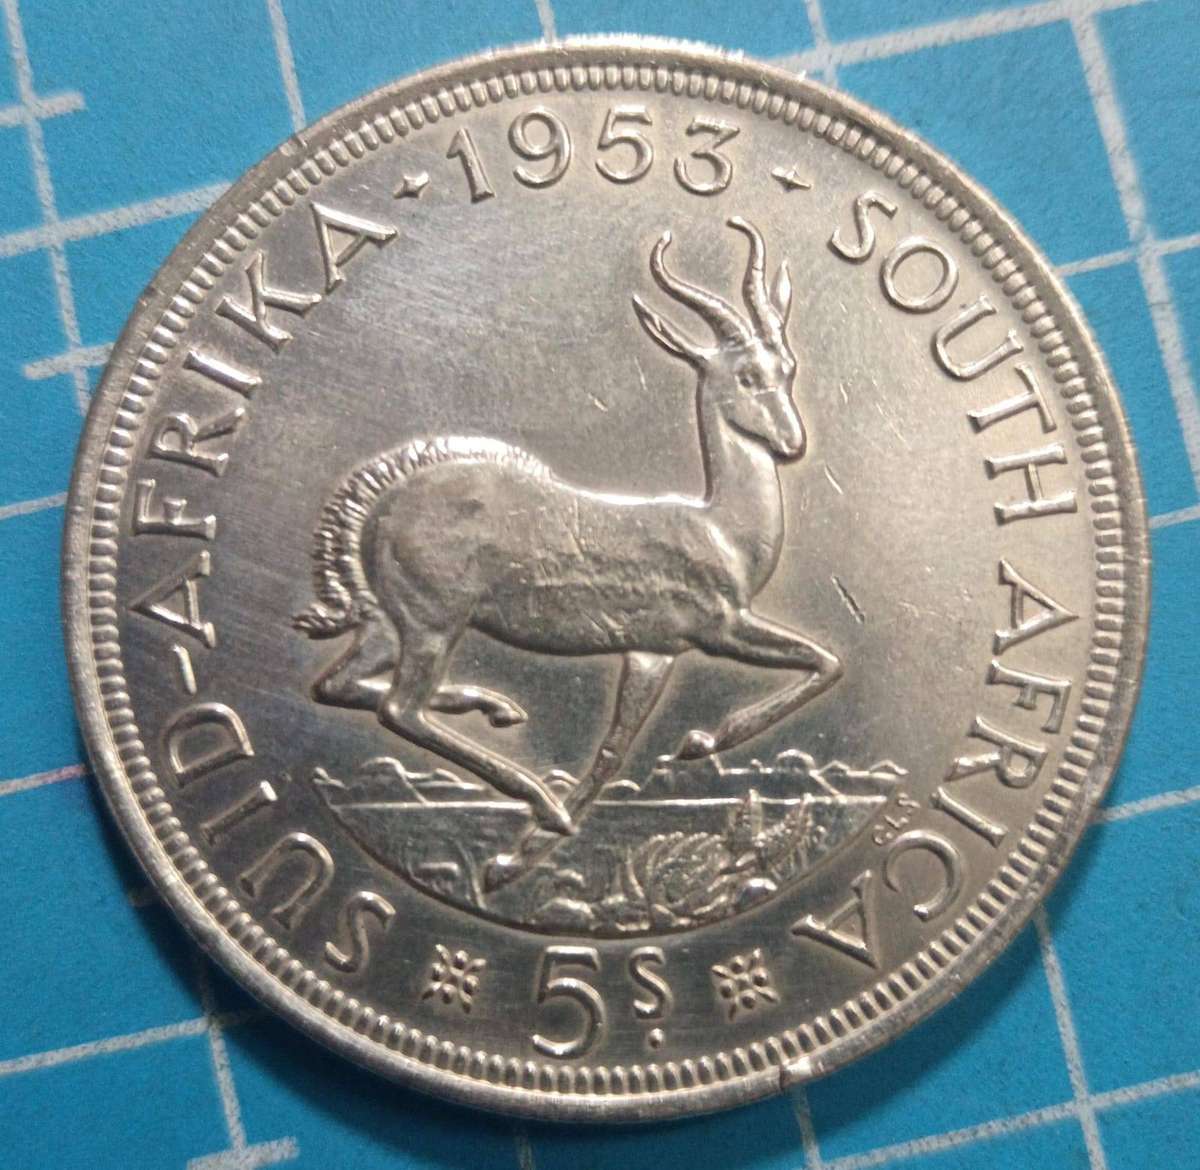 SUID-AFRIKA · 1953 · SOUTH AFRICA
C.L.S
5S.